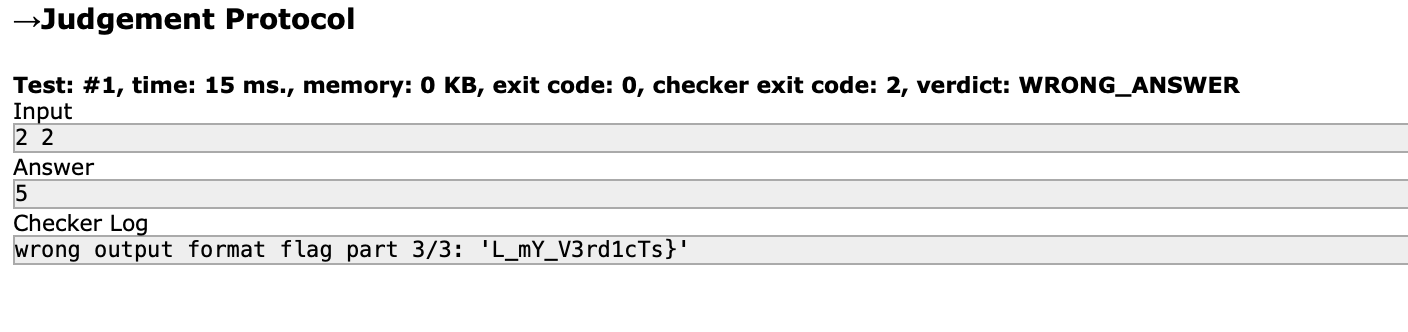 →Judgement Protocol
Test: #1, time: 15 ms., memory: 0 KB, exit code: 0, checker exit code: 2, verdict: WRONG_ANSWER
Input
2 2
Answer
5
Checker Log
wrong output format flag part 3/3: 'L_mY_V3rd1cTs}'